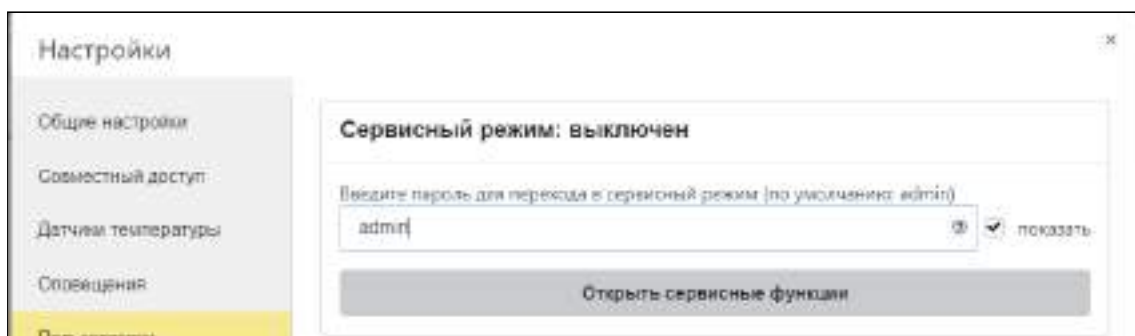 Настройки
×
Общие настройки
Сервисный режим: выключен
Совместный доступ
Введите пароль для перехода в сервисный режим (по умолчанию: admin)
Датчики температуры
admin
показать
Оповещения
Открыть сервисные функции